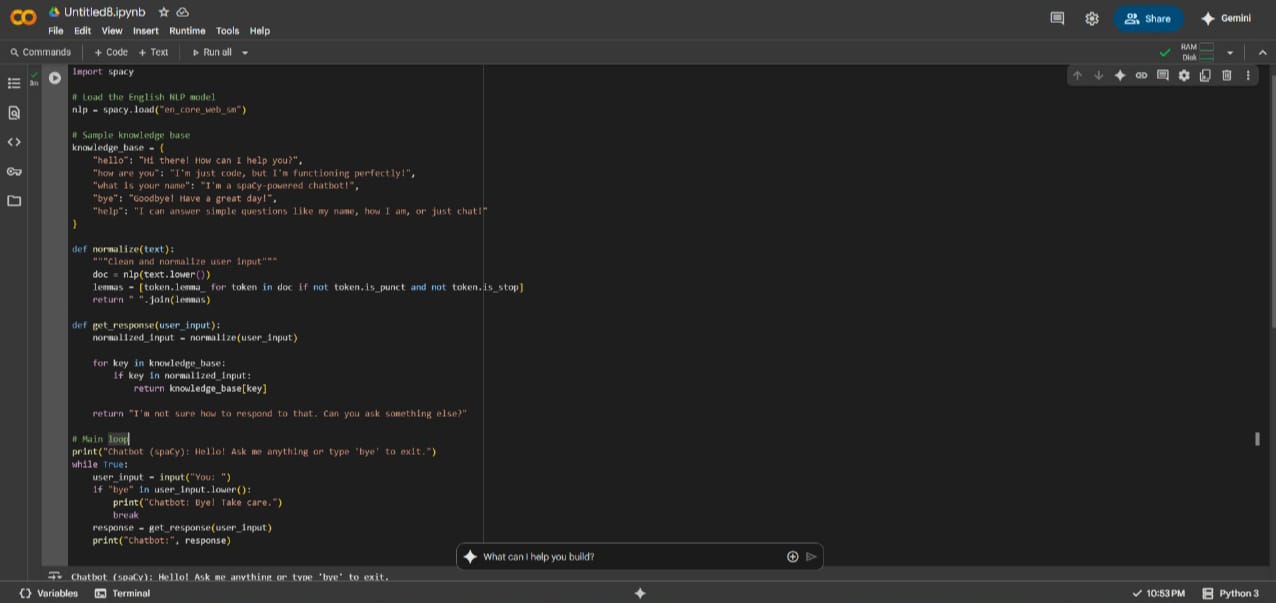 Untitled8.ipynb
File Edit View Insert Runtime Tools Help
Share
Gemini
Commands + Code + Text Run all
RAM
Disk
3m
import spacy
# Load the English NLP model
nlp = spacy.load("en_core_web_sm")
# Sample knowledge base
knowledge_base = {
"hello": "Hi there! How can I help you?",
"how are you": "I'm just code, but I'm functioning perfectly!",
"what is your name": "I'm a spaCy-powered chatbot!",
"bye": "Goodbye! Have a great day!",
"help": "I can answer simple questions like my name, how I am, or just chat!"
}
def normalize(text):
"""Clean and normalize user input"""
doc = nlp(text.lower())
lemmas = [token.lemma_ for token in doc if not token.is_punct and not token.is_stop]
return " ".join(lemmas)
def get_response(user_input):
normalized_input = normalize(user_input)
for key in knowledge_base:
if key in normalized_input:
return knowledge_base[key]
return "I'm not sure how to respond to that. Can you ask something else?"
# Main loop
print("Chatbot (spaCy): Hello! Ask me anything or type 'bye' to exit.")
while True:
user_input = input("You: ")
if "bye" in user_input.lower():
print("Chatbot: Bye! Take care.")
break
response = get_response(user_input)
print("Chatbot:", response)
What can I help you build?
Chatbot (spaCy): Hello! Ask me anything or type 'bye' to exit.
Variables Terminal
10:53 PM Python 3